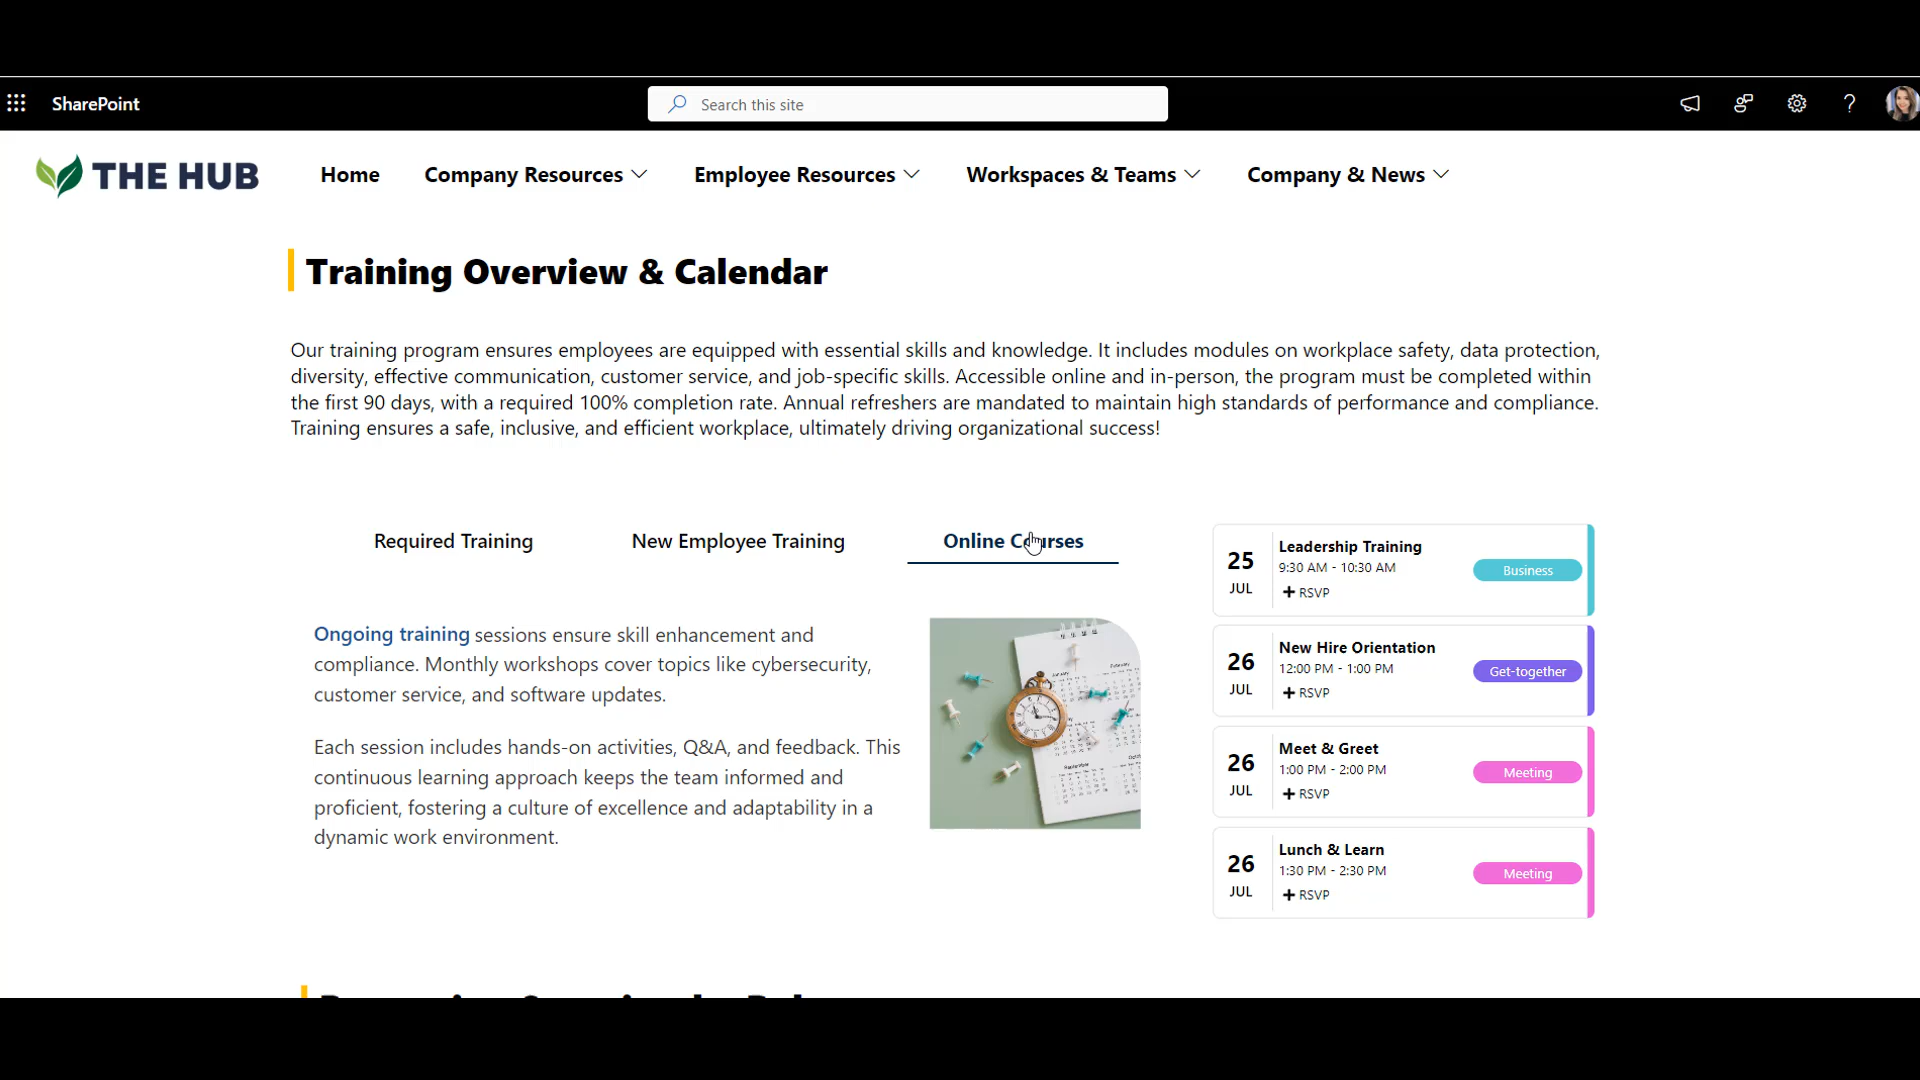 SharePoint
Search this site
THE HUB
Home
Company Resources
Employee Resources
Workspaces & Teams
Company & News
Training Overview & Calendar
Our training program ensures employees are equipped with essential skills and knowledge. It includes modules on workplace safety, data protection,
diversity, effective communication, customer service, and job-specific skills. Accessible online and in-person, the program must be completed within
the first 90 days, with a required 100% completion rate. Annual refreshers are mandated to maintain high standards of performance and compliance.
Training ensures a safe, inclusive, and efficient workplace, ultimately driving organizational success!
Required Training
New Employee Training
Online Courses
Ongoing training sessions ensure skill enhancement and
compliance. Monthly workshops cover topics like cybersecurity,
customer service, and software updates.
Each session includes hands-on activities, Q&A, and feedback. This
continuous learning approach keeps the team informed and
proficient, fostering a culture of excellence and adaptability in a
dynamic work environment.
25
JUL
Leadership Training
9:30 AM - 10:30 AM
+ RSVP
Business
26
JUL
New Hire Orientation
12:00 PM - 1:00 PM
+ RSVP
Get-together
26
JUL
Meet & Greet
1:00 PM - 2:00 PM
+ RSVP
Meeting
26
JUL
Lunch & Learn
1:30 PM - 2:30 PM
+ RSVP
Meeting